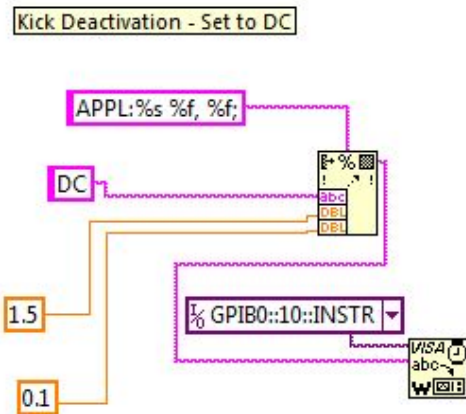 Kick Deactivation - Set to DC
APPL:%s %f, %f;
% 
DC
abc
DBL
DBL
1.5
I/O GPIB0::10::INSTR
VISA
abc
W
0.1